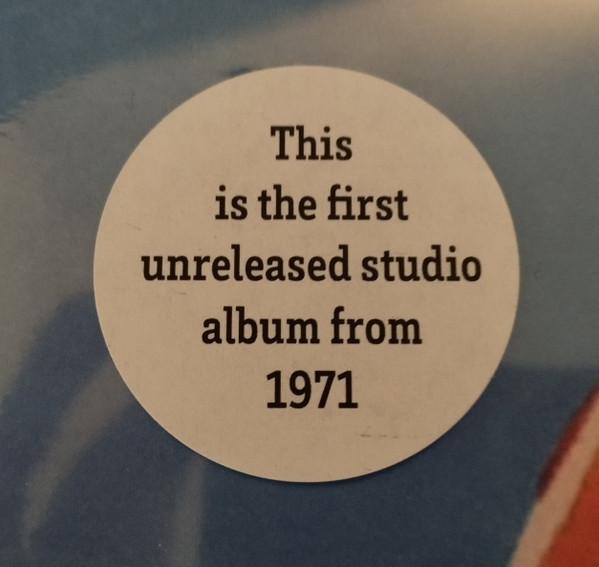 This
is the first
unreleased studio
album from
1971